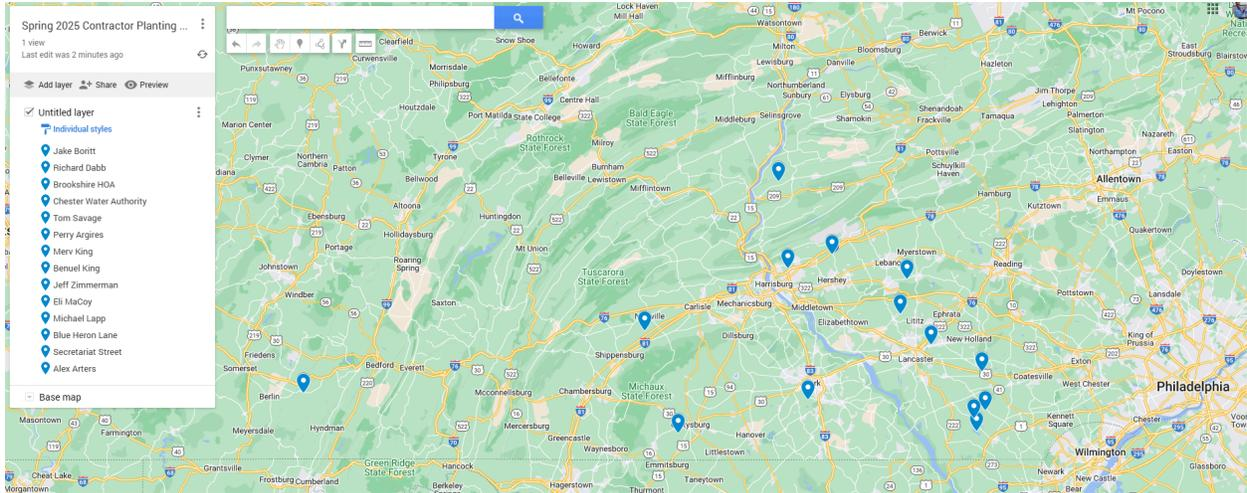 Spring 2025 Contractor Planting ...
1 view
Last edit was 2 minutes ago
Add layer
Share
Preview
Untitled layer
Individual styles
Jake Boritt
Richard Dabb
Brookshire HOA
Chester Water Authority
Tom Savage
Perry Argires
Merv King
Benuel King
Jeff Zimmerman
Eli MaCoy
Michael Lapp
Blue Heron Lane
Secretariat Street
Alex Arters
Base map
Lock Haven
Mill Hall
Watsontown
Mt Pocono
Clearfield
Curwensville
Snow Shoe
Howard
Milton
Berwick
Bloomsburg
East
Stroudsburg
Punxsutawney
Morrisdale
Philipsburg
Bellefonte
Lewisburg
Mifflinburg
Danville
Hazleton
Houtzdale
Centre Hall
Northumberland
Sunbury
Elysburg
Jim Thorpe
Lehighton
Port Matilda
State College
Bald Eagle
State Forest
Middleburg
Selinsgrove
Shamokin
Shenandoah
Frackville
Tamaqua
Palmerton
Slatington
Marion Center
Rothrock
State Forest
Milroy
Nazareth
Easton
Clymer
Northern
Cambria
Patton
Tyrone
Burnham
Belleville
Lewistown
Mifflintown
Pottsville
Schuylkill
Haven
Northampton
Allentown
Emmaus
Bellwood
Hamburg
Kutztown
Ebensburg
Altoona
Huntingdon
Quakertown
Portage
Hollidaysburg
Mt Union
Myerstown
Roaring
Spring
Lebanon
Reading
Doylestown
Johnstown
Tuscarora
State Forest
Harrisburg
Hershey
Windber
Saxton
Carlisle
Mechanicsburg
Middletown
Pottstown
Lansdale
Elizabethtown
Ephrata
Lititz
King of
Prussia
Friedens
Dillsburg
New Holland
Somerset
Bedford
Everett
Shippensburg
Lancaster
Exton
Berlin
Mcconnellsburg
Chambersburg
Michaux
State Forest
Coatesville
West Chester
Philadelphia
Masontown
Farmington
Meyersdale
Hyndman
Mercersburg
Hanover
Kennett
Square
Chester
Greencastle
Waynesboro
Littlestown
Wilmington
Cheat Lake
Grantsville
Green Ridge
State Forest
Hancock
Emmitsburg
Newark
Morgantown
Frostburg
Cumberland
Hagerstown
Taneytown
Berkeley
Springs
Thurmont